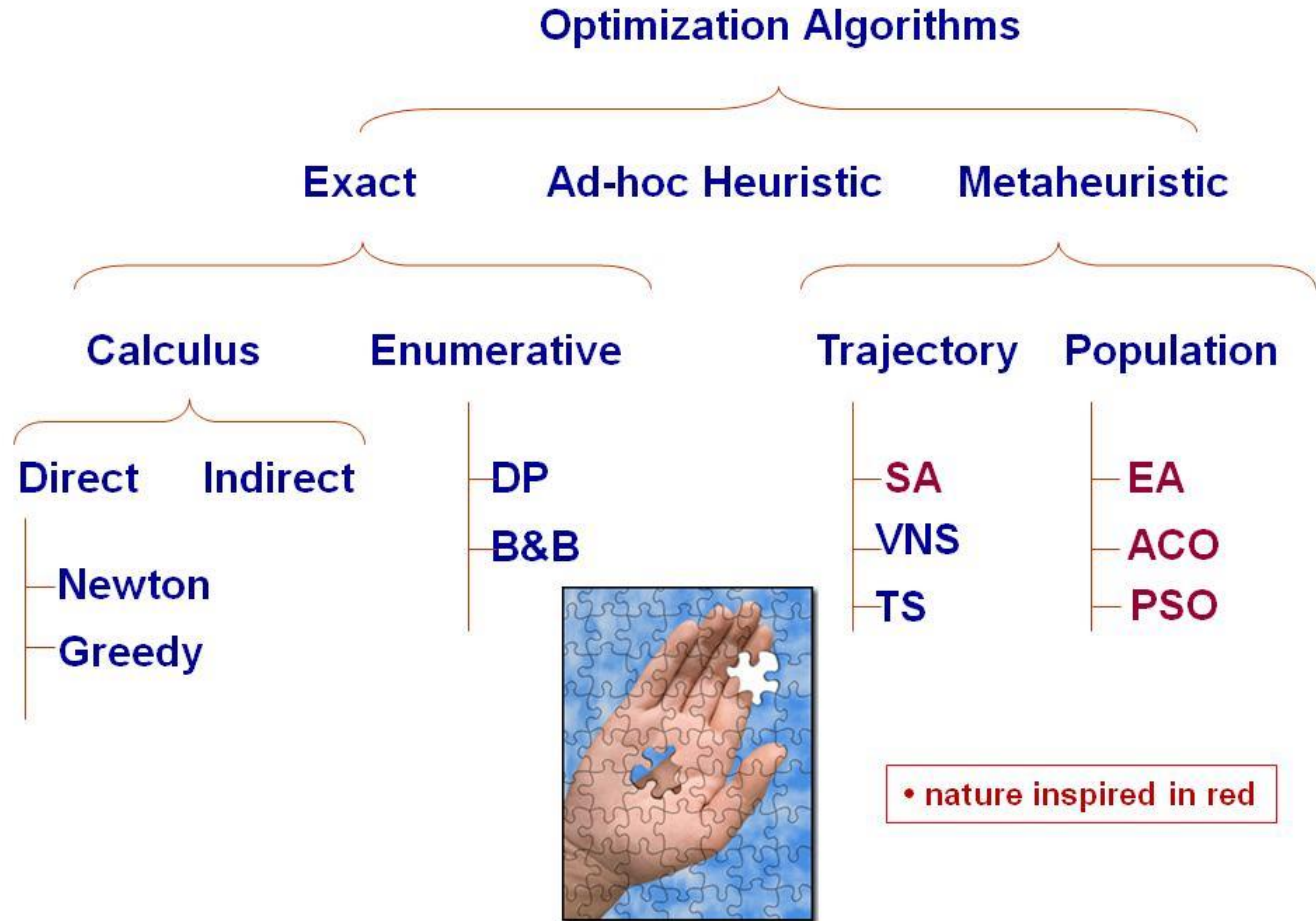 Optimization Algorithms
Exact Ad-hoc Heuristic Metaheuristic
Calculus Enumerative Trajectory Population
Direct Indirect DP SA EA
Newton B&B VNS ACO
Greedy TS PSO
• nature inspired in red